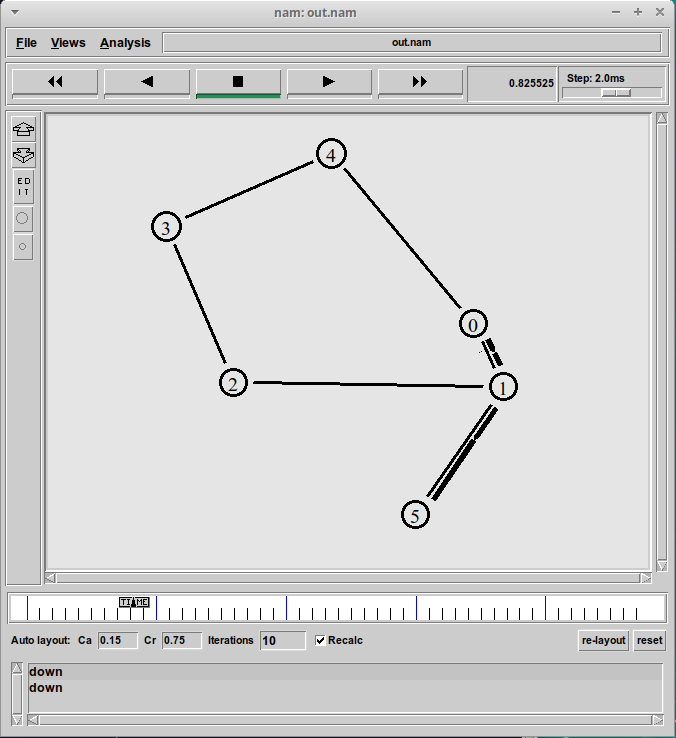 nam: out.nam
File Views Analysis out.nam
0.825525 Step: 2.0ms
ED
IT
4
3
0
2
1
5
TIME
Auto layout: Ca 0.15 Cr 0.75 Iterations 10 Recalc re-layout reset
down
down